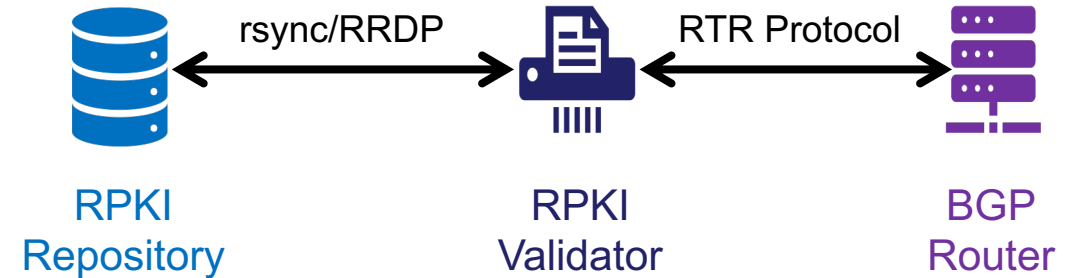 rsync/RRDP
RTR Protocol
RPKI
Repository
RPKI
Validator
BGP
Router